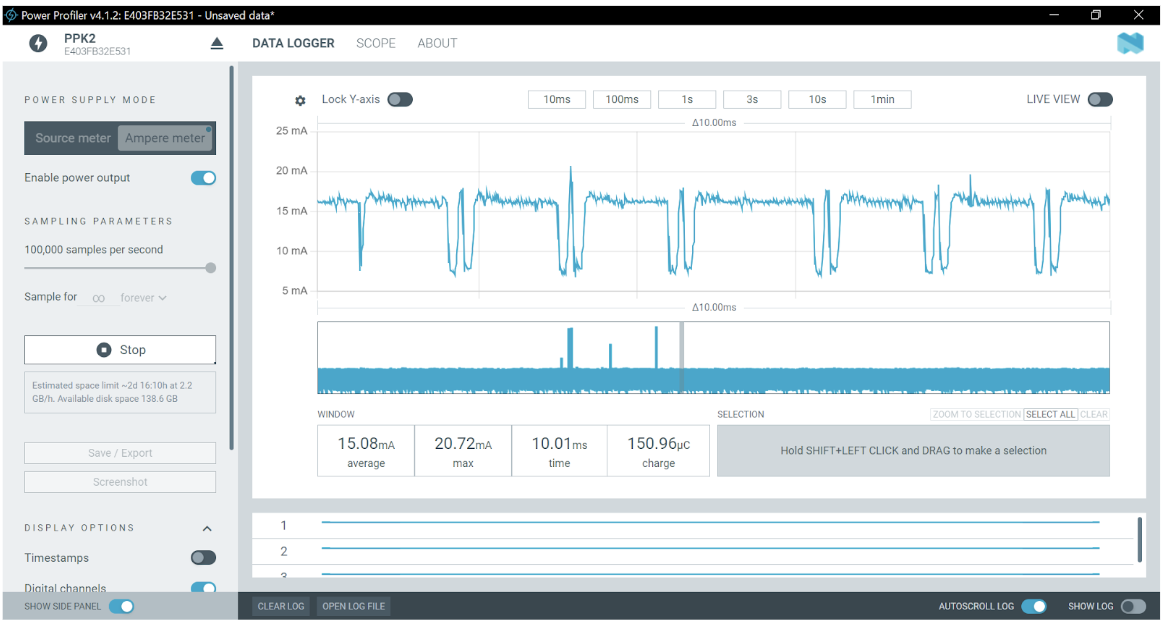 Power Profiler v4.1.2: E403FB32E531 - Unsaved data*
PPK2
E403FB32E531
DATA LOGGER SCOPE ABOUT
POWER SUPPLY MODE
Source meter Ampere meter
Enable power output
SAMPLING PARAMETERS
100,000 samples per second
Sample for ∞ forever
Stop
Estimated space limit ~2d 16:10h at 2.2
GB/h. Available disk space 138.6 GB
Save / Export
Screenshot
DISPLAY OPTIONS
Timestamps
Digital channels
SHOW SIDE PANEL
Lock Y-axis
10ms 100ms 1s 3s 10s 1min
LIVE VIEW
Δ10.00ms
25 mA
20 mA
15 mA
10 mA
5 mA
Δ10.00ms
WINDOW
15.08mA
average
20.72mA
max
10.01ms
time
150.96μC
charge
SELECTION
ZOOM TO SELECTION SELECT ALL CLEAR
Hold SHIFT+LEFT CLICK and DRAG to make a selection
1
2
3
CLEAR LOG OPEN LOG FILE
AUTOSCROLL LOG SHOW LOG